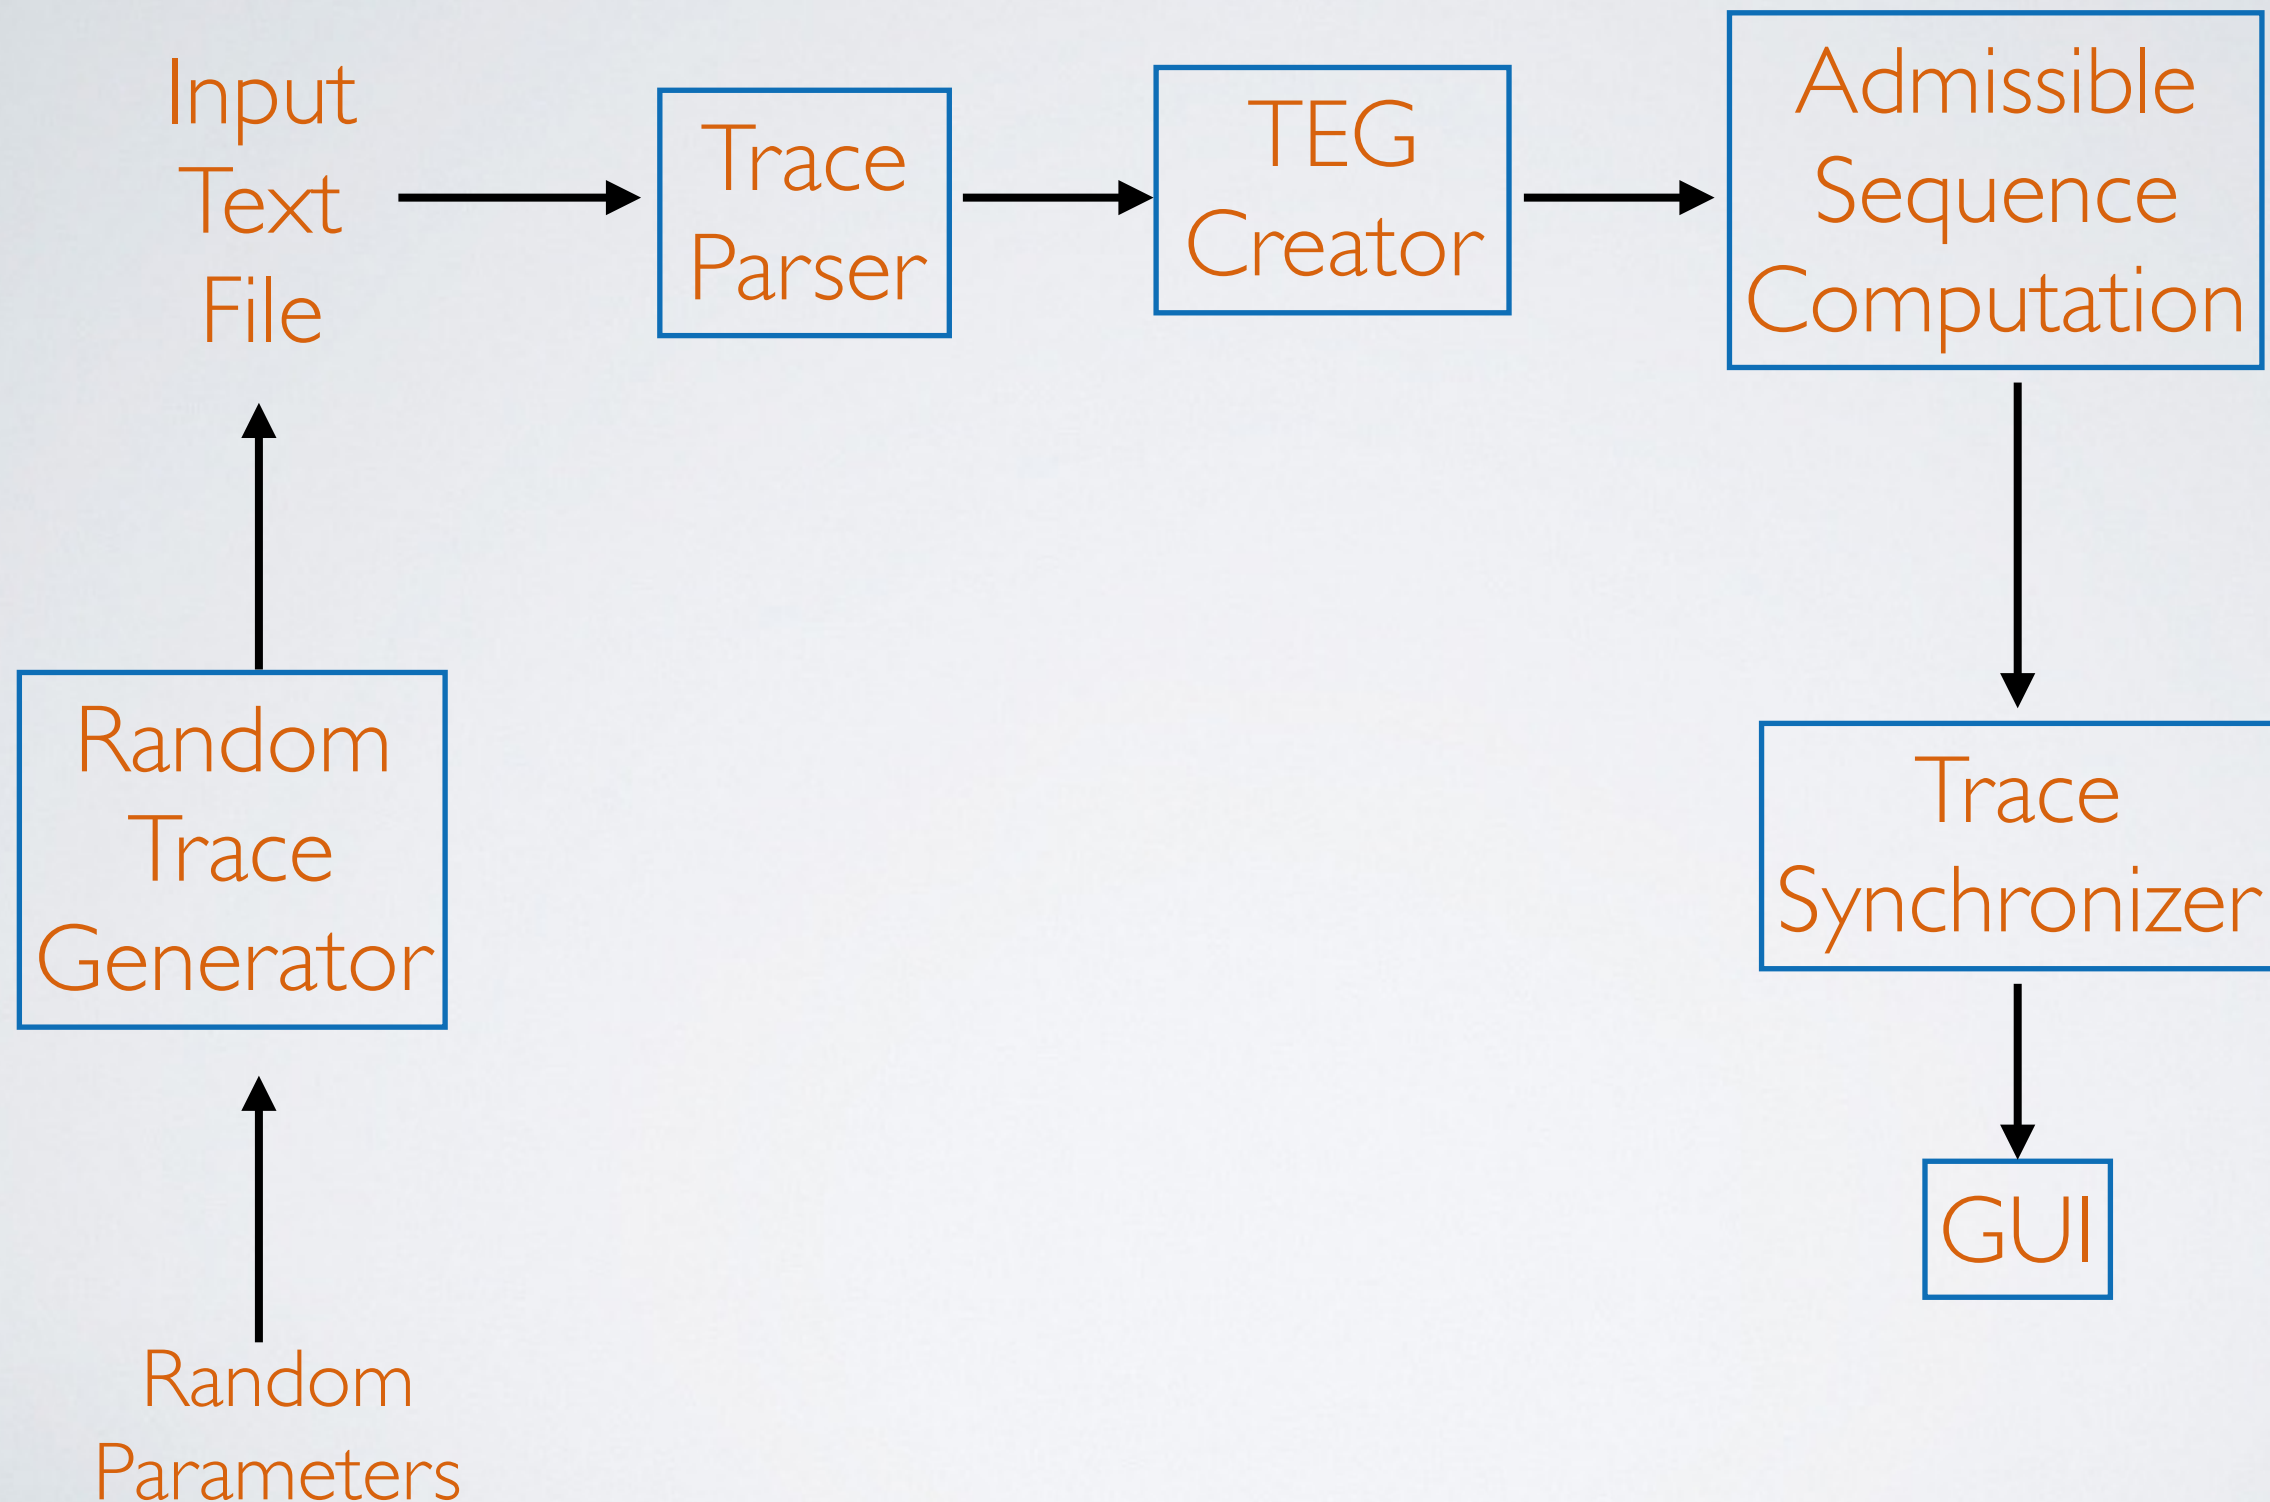 Input
Text
File
Trace
Parser
TEG
Creator
Admissible
Sequence
Computation
Random
Trace
Generator
Trace
Synchronizer
GUI
Random
Parameters